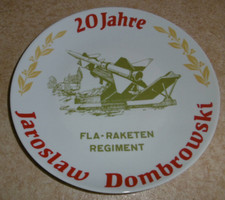 20 Jahre
FLA-RAKETEN
REGIMENT
Jaroslaw Dombrowski